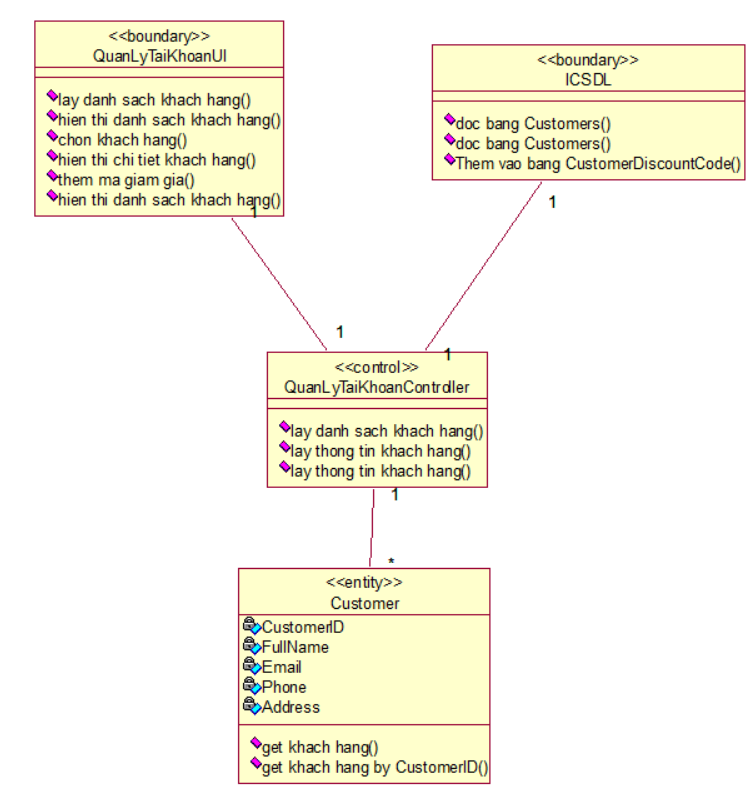 <<boundary>>
QuanLyTaiKhoanUI
lay danh sach khach hang()
hien thi danh sach khach hang()
chon khach hang()
hien thi chi tiet khach hang()
them ma giam gia()
hien thi danh sach khach hang()
1
<<boundary>>
ICSDL
doc bang Customers()
doc bang Customers()
Them vao bang CustomerDiscountCode()
1
1
1
<<control>>
QuanLyTaiKhoanContrdler
lay danh sach khach hang()
lay thong tin khach hang()
lay thong tin khach hang()
1
*
<<entity>>
Customer
CustomerID
FullName
Email
Phone
Address
get khach hang()
get khach hang by CustomerID()